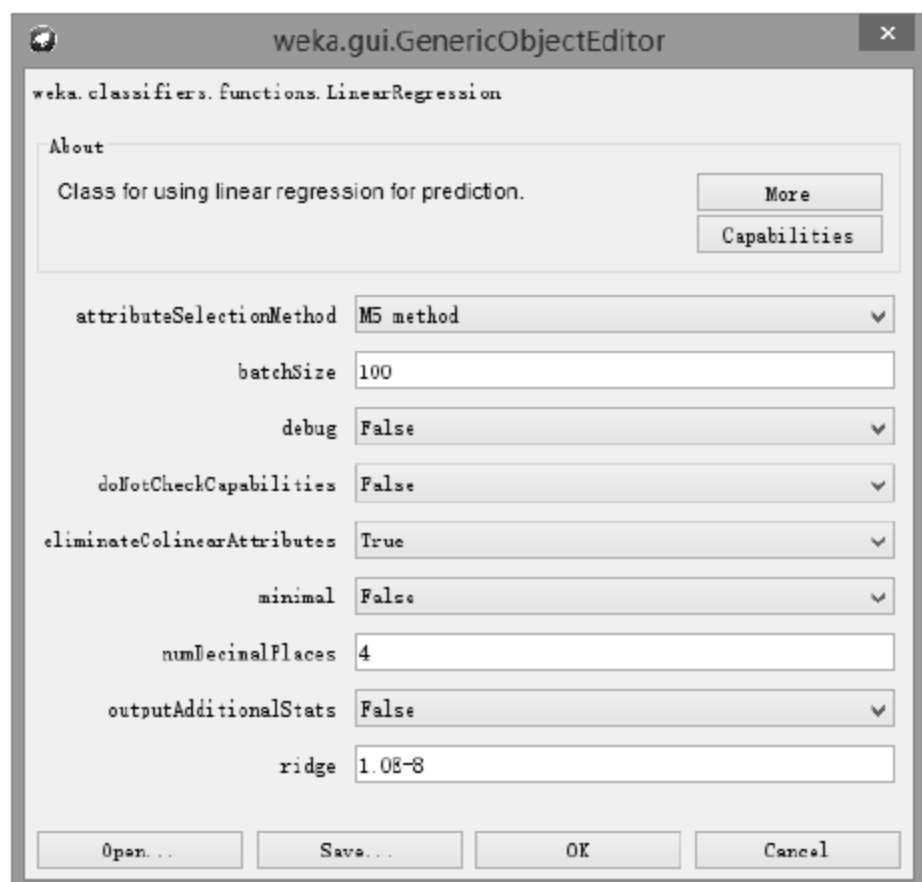 weka.gui.GenericObjectEditor
weka.classifiers.functions.LinearRegression
About
Class for using linear regression for prediction.
More
Capabilities
attributeSelectionMethod M5 method
batchSize 100
debug False
doNotCheckCapabilities False
eliminateColinearAttributes True
minimal False
numDecimalPlaces 4
outputAdditionalStats False
ridge 1.0E-8
Open... Save... OK Cancel